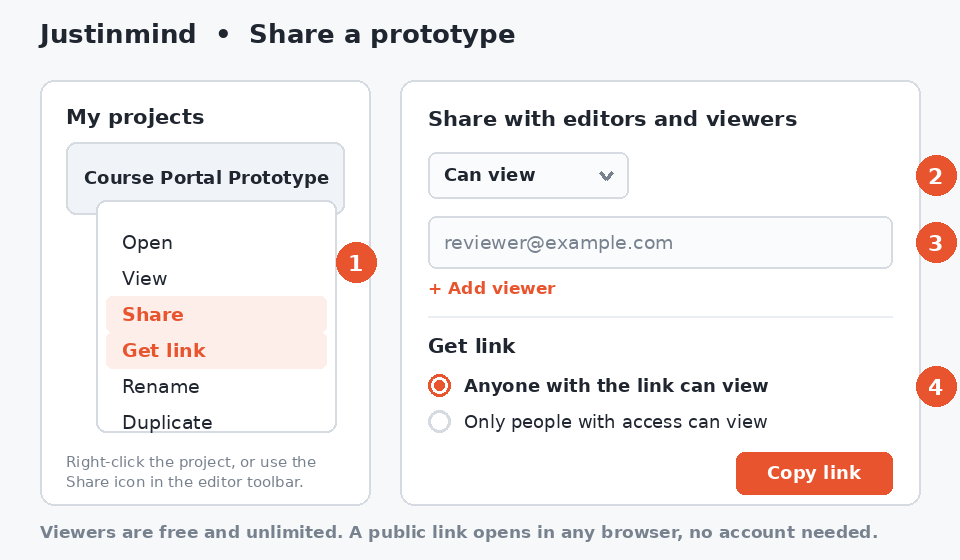 Justinmind • Share a prototype
My projects
Course Portal Prototype
Open
View
Share
Get link
Rename
Duplicate
Right-click the project, or use the
Share icon in the editor toolbar.
1
Share with editors and viewers
Can view
2
reviewer@example.com
3
+ Add viewer
Get link
Anyone with the link can view
4
Only people with access can view
Copy link
Viewers are free and unlimited. A public link opens in any browser, no account needed.